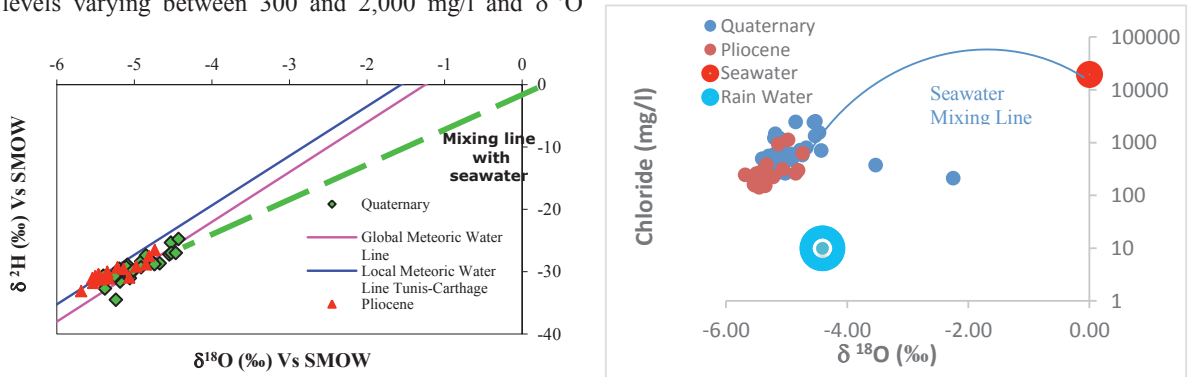 levels varying between 300 and 2,000 mg/l and δ18O
-6 -5 -4 -3 -2 -1 0
0
-10
-20
-30
-40
Mixing line
with
seawater
Quaternary
Global Meteoric Water
Line
Local Meteoric Water
Line Tunis-Carthage
Pliocene
δ 2H (‰) Vs SMOW
δ18O (‰) Vs SMOW
Quaternary
Pliocene
Seawater
Rain Water
Seawater
Mixing Line
Chloride (mg/l)
100000
10000
1000
100
10
1
-6.00 -4.00 -2.00 0.00
δ 18O (‰)